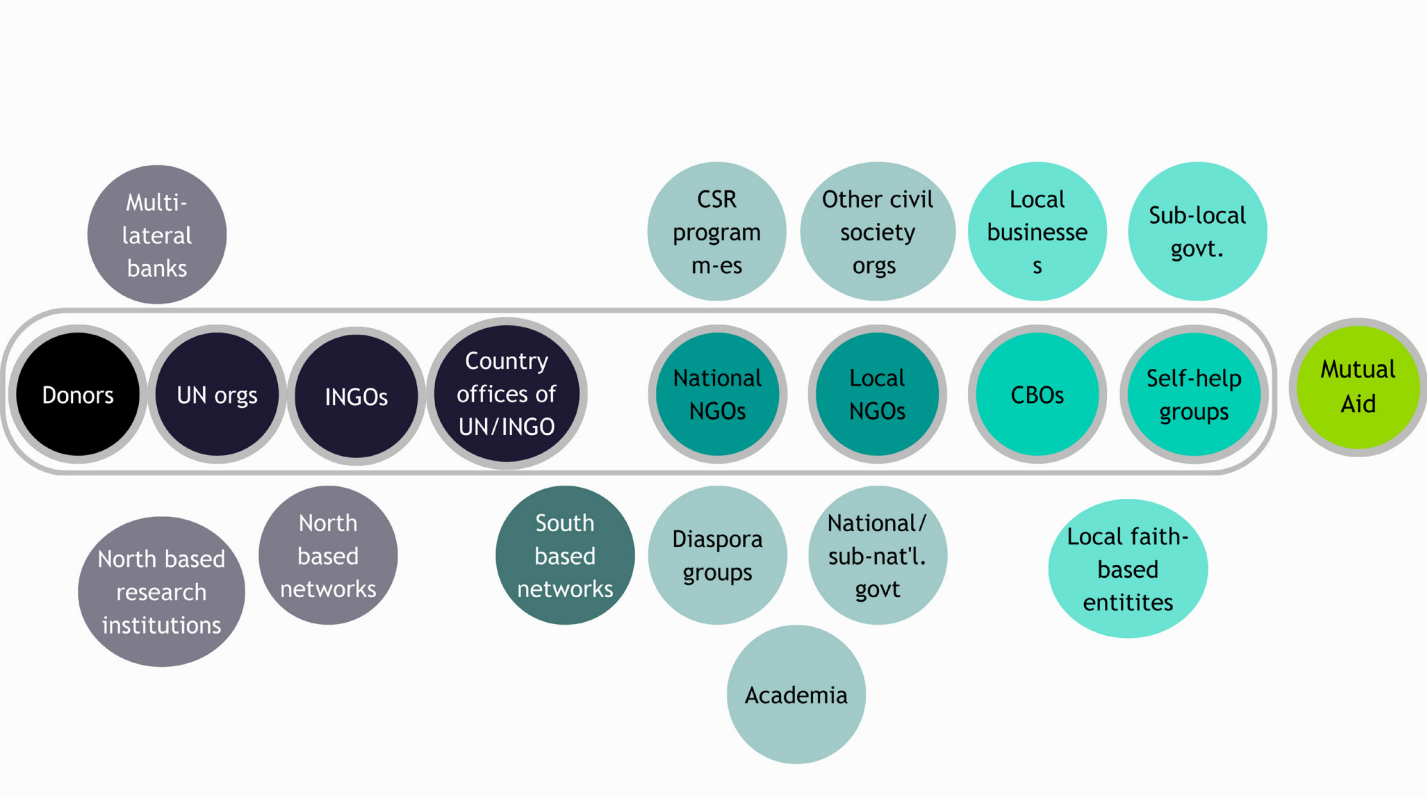 Multi-
lateral
banks
CSR
program
m-es
Other civil
society
orgs
Local
businesse
s
Sub-local
govt.
Donors
UN orgs
INGOs
Country
offices of
UN/INGO
National
NGOs
Local
NGOs
CBOs
Self-help
groups
Mutual
Aid
North based
research
institutions
North
based
networks
South
based
networks
Diaspora
groups
National/
sub-nat'l.
govt
Local faith-
based
entitites
Academia